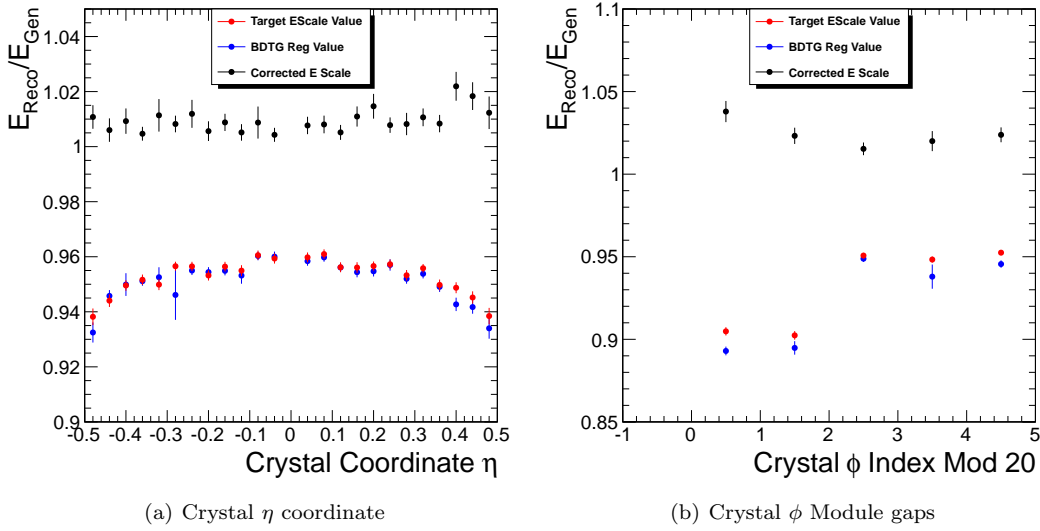 E_Reco/E_Gen
1.04
1.02
1
0.98
0.96
0.94
0.92
0.9
Target EScale Value
BDTG Reg Value
Corrected E Scale
-0.5 -0.4 -0.3 -0.2 -0.1 0 0.1 0.2 0.3 0.4 0.5
Crystal Coordinate η
(a) Crystal η coordinate
E_Reco/E_Gen
1.1
1.05
1
0.95
0.9
0.85
Target EScale Value
BDTG Reg Value
Corrected E Scale
-1 0 1 2 3 4 5
Crystal ϕ Index Mod 20
(b) Crystal ϕ Module gaps